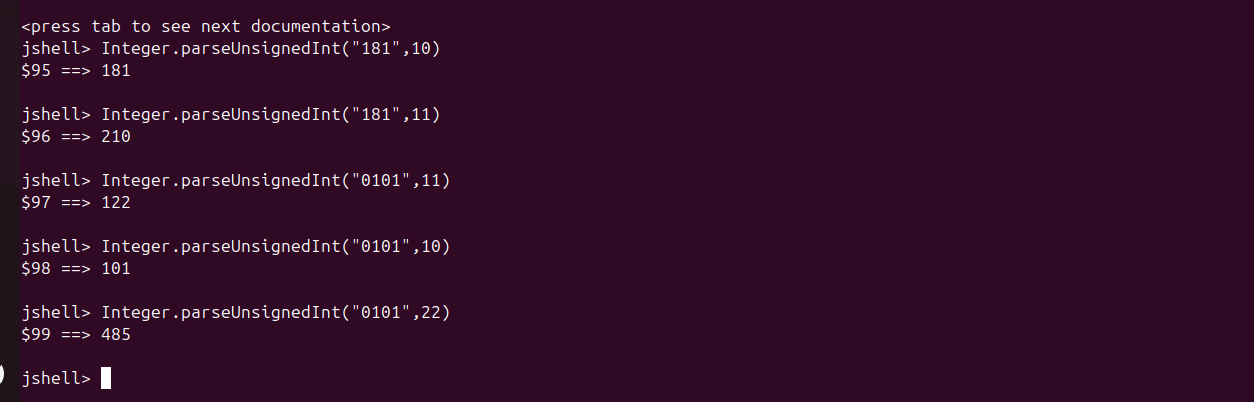 <press tab to see next documentation>
jshell> Integer.parseUnsignedInt("181",10)
$95 ==> 181
jshell> Integer.parseUnsignedInt("181",11)
$96 ==> 210
jshell> Integer.parseUnsignedInt("0101",11)
$97 ==> 122
jshell> Integer.parseUnsignedInt("0101",10)
$98 ==> 101
jshell> Integer.parseUnsignedInt("0101",22)
$99 ==> 485
jshell>